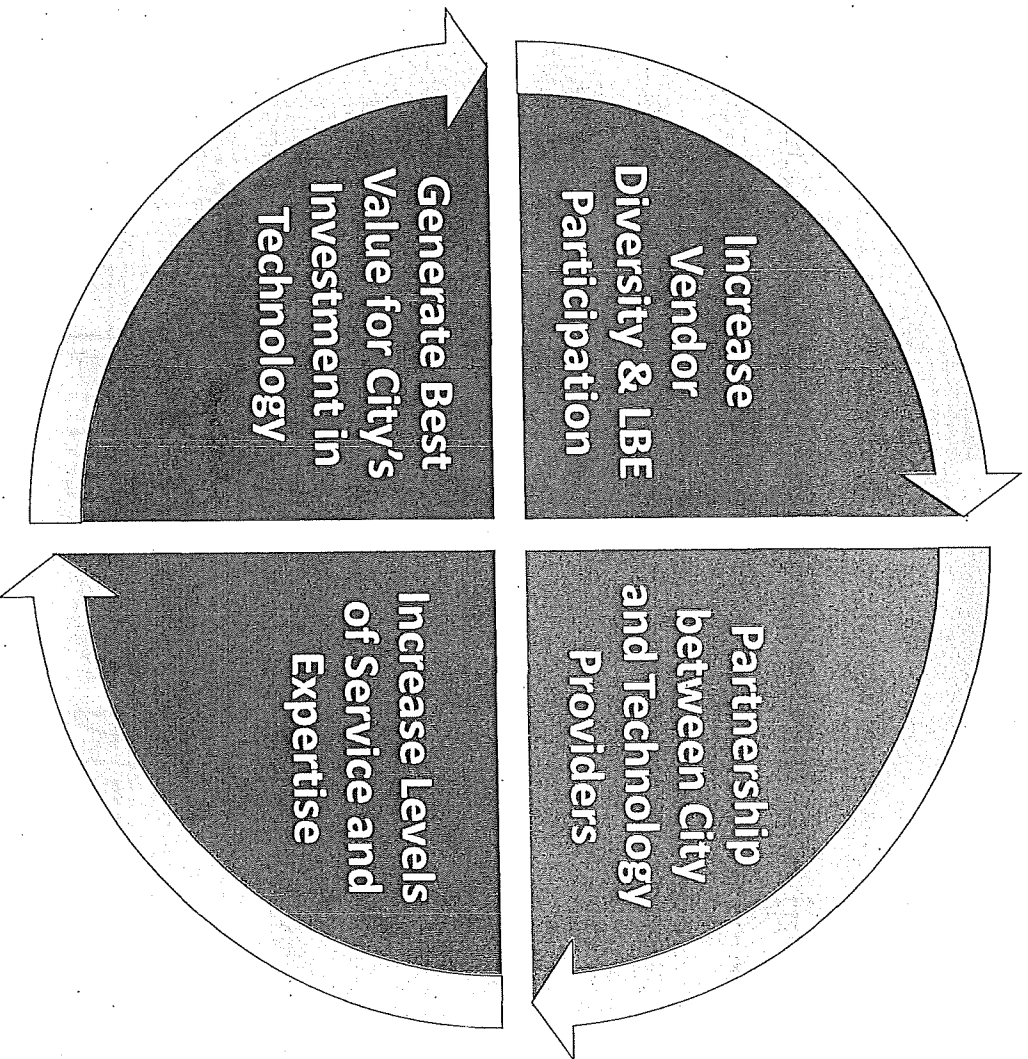 Increase
Vendor
Diversity & LBE
Participation
Partnership
between City
and Technology
Providers
Generate Best
Value for City's
Investment in
Technology
Increase Levels
of Service and
Expertise